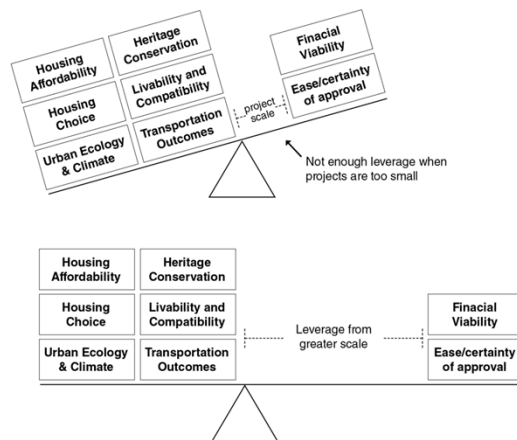 Housing
Affordability
Heritage
Conservation
Finacial
Viability
Housing
Choice
Livability and
Compatibility
project
scale
Ease/certainty
of approval
Urban Ecology
& Climate
Transportation
Outcomes
Not enough leverage when
projects are too small
Housing
Affordability
Heritage
Conservation
Housing
Choice
Livability and
Compatibility
Leverage from
greater scale
Finacial
Viability
Urban Ecology
& Climate
Transportation
Outcomes
Ease/certainty
of approval